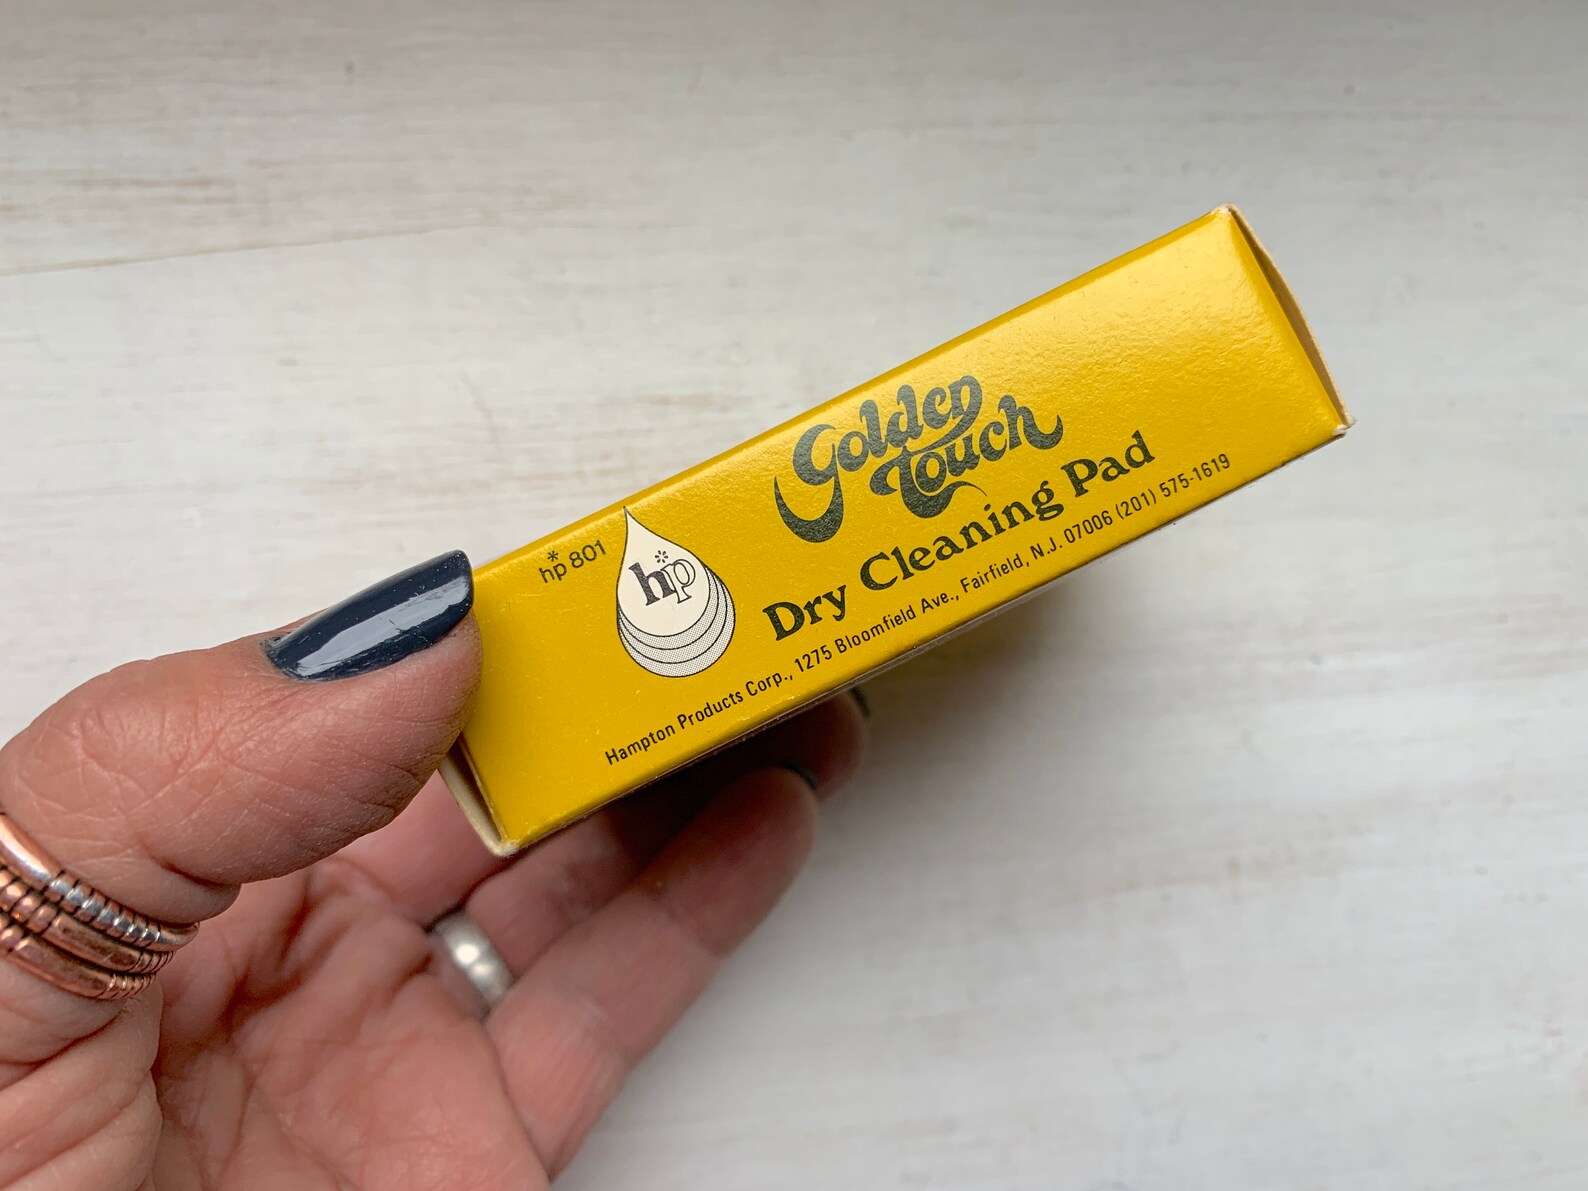 hp* 801
hp*
Golden
Touch
Dry Cleaning Pad
Hampton Products Corp., 1275 Bloomfield Ave., Fairfield, N.J. 07006 (201) 575-1619